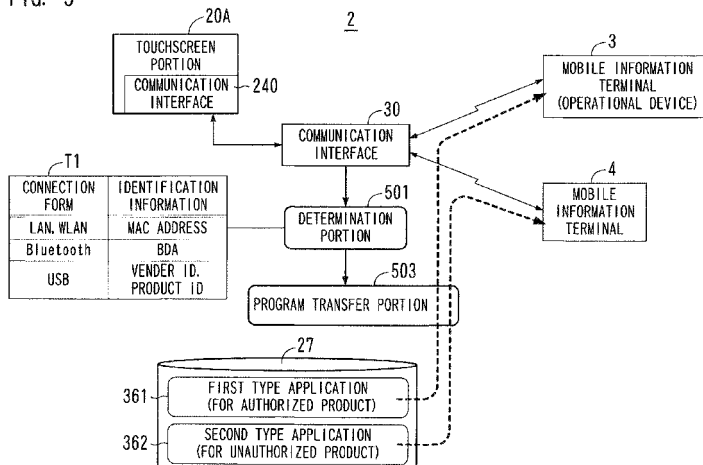 2
20A
TOUCHSCREEN
PORTION
COMMUNICATION
INTERFACE
240
3
MOBILE INFORMATION
TERMINAL
(OPERATIONAL DEVICE)
30
COMMUNICATION
INTERFACE
T1
CONNECTION
FORM
IDENTIFICATION
INFORMATION
LAN, WLAN
MAC ADDRESS
Bluetooth
BDA
USB
VENDER ID,
PRODUCT ID
501
DETERMINATION
PORTION
4
MOBILE
INFORMATION
TERMINAL
503
PROGRAM TRANSFER PORTION
27
361
FIRST TYPE APPLICATION
(FOR AUTHORIZED PRODUCT)
362
SECOND TYPE APPLICATION
(FOR UNAUTHORIZED PRODUCT)